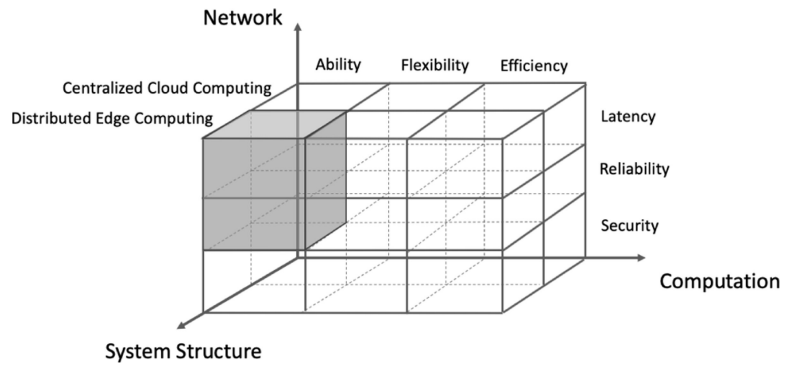 Network
Ability Flexibility Efficiency
Centralized Cloud Computing
Distributed Edge Computing
Latency
Reliability
Security
Computation
System Structure